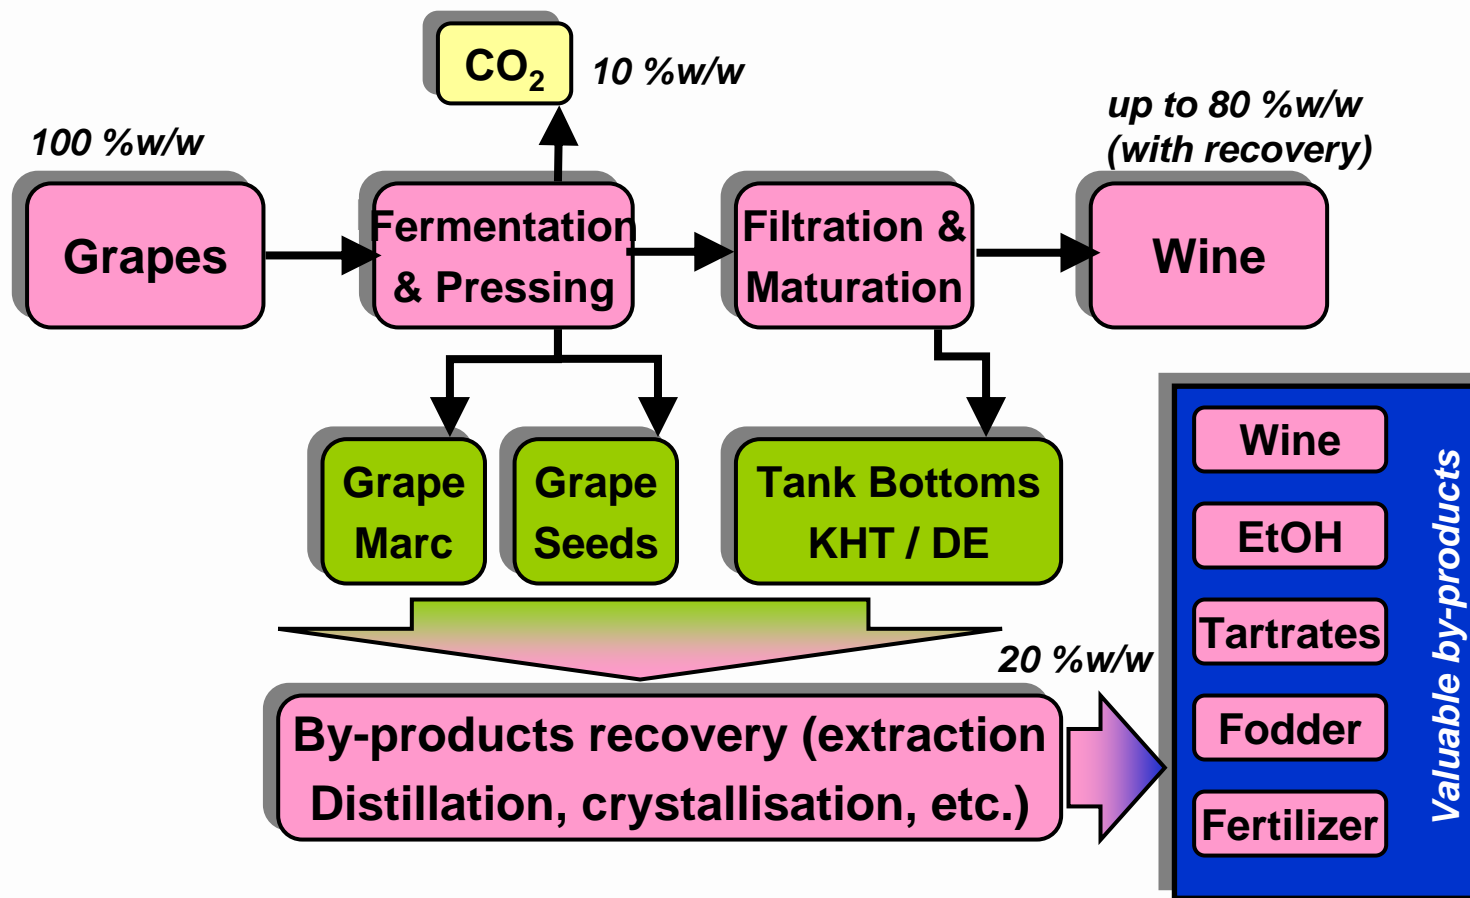 CO₂
10 %w/w
100 %w/w
up to 80 %w/w
(with recovery)
Grapes
Fermentation
& Pressing
Filtration &
Maturation
Wine
Grape
Marc
Grape
Seeds
Tank Bottoms
KHT / DE
20 %w/w
By-products recovery (extraction
Distillation, crystallisation, etc.)
Wine
EtOH
Tartrates
Fodder
Fertilizer
Valuable by-products